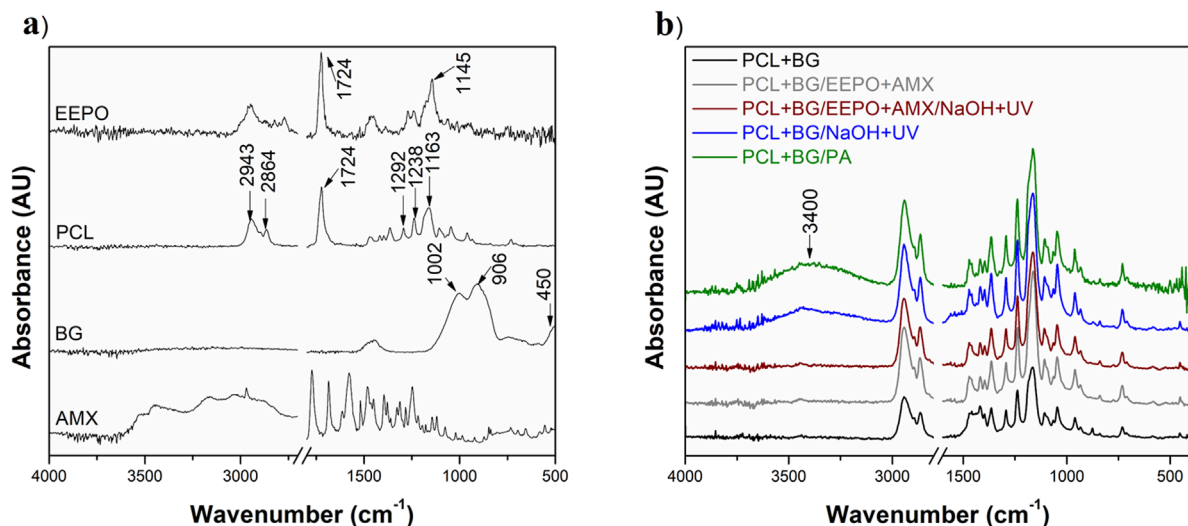 a)
EEPO
1724
1145
PCL
2943
2864
1724
1292
1238
1163
BG
1002
906
450
AMX
4000 3000 1500 1000 500
Wavenumber (cm-1)
Absorbance (AU)
b)
PCL+BG
PCL+BG/EEPO+AMX
PCL+BG/EEPO+AMX/NaOH+UV
PCL+BG/NaOH+UV
PCL+BG/PA
3400
4000 3500 3000 1500 1000
Wavenumber (cm-1)
Absorbance (AU)